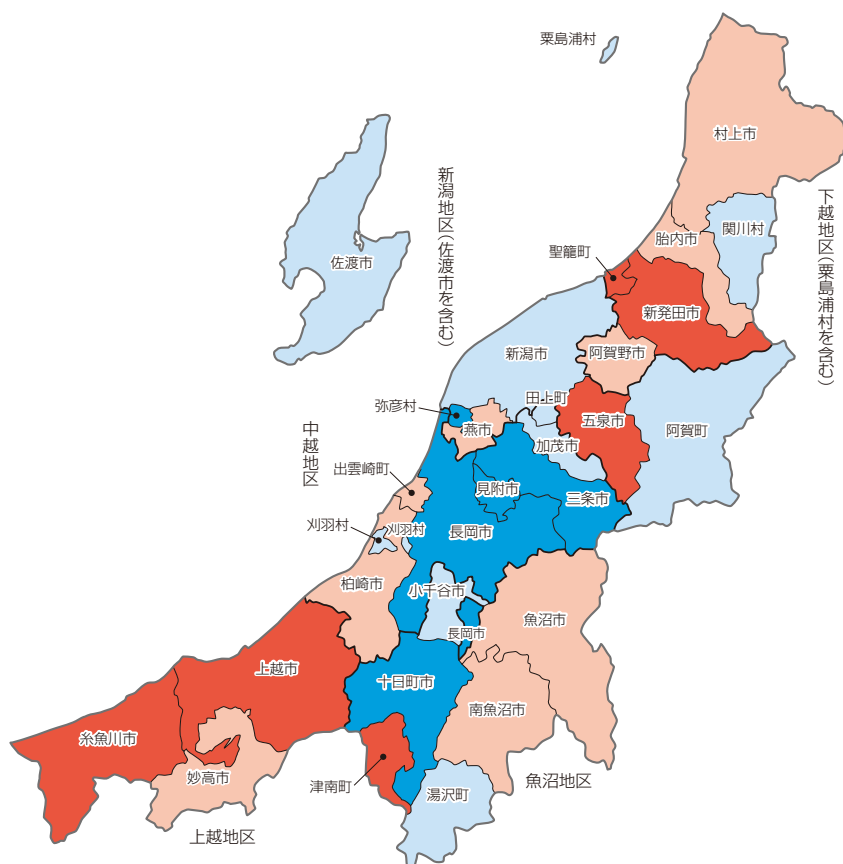 粟島浦村
村上市
新潟地区(佐渡市を含む)
下越地区(粟島浦村を含む)
関川村
胎内市
聖籠町
佐渡市
新発田市
新潟市
阿賀野市
弥彦村
田上町
燕市
五泉市
阿賀町
加茂市
中越地区
出雲崎町
見附市
三条市
刈羽村
刈羽村
長岡市
柏崎市
小千谷市
魚沼市
長岡市
上越市
十日町市
南魚沼市
糸魚川市
妙高市
津南町
魚沼地区
湯沢町
上越地区